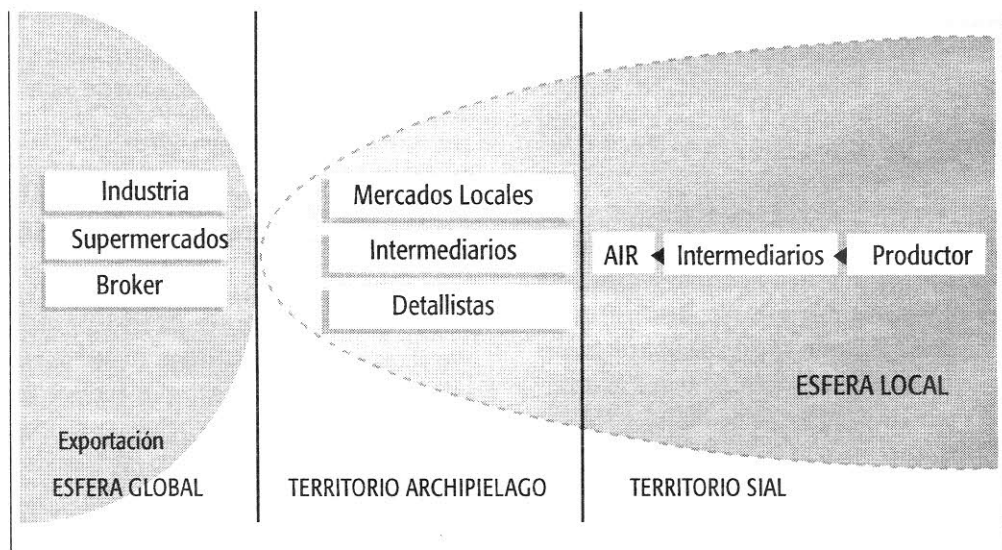 Industria
Supermercados
Broker
Exportación
ESFERA GLOBAL
Mercados Locales
Intermediarios
Detallistas
TERRITORIO ARCHIPIELAGO
AIR ◄ Intermediarios ◄ Productor
ESFERA LOCAL
TERRITORIO SIAL